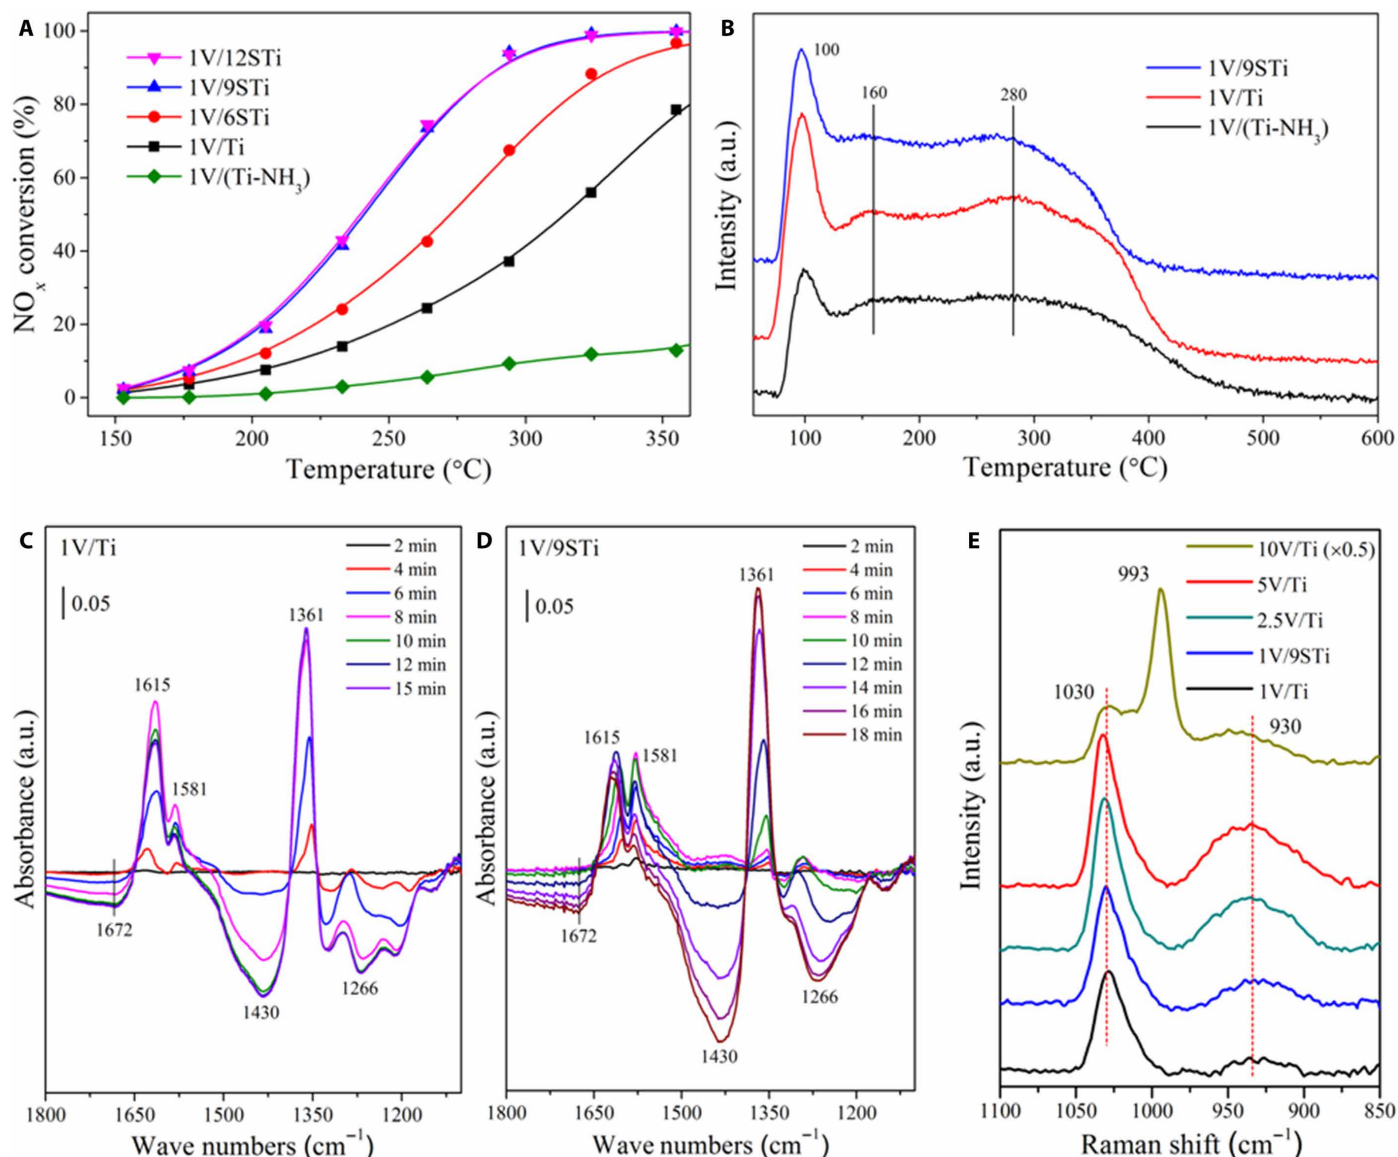 A
100
80
60
40
20
0
NOx conversion (%)
1V/12STi
1V/9STi
1V/6STi
1V/Ti
1V/(Ti-NH3)
150 200 250 300 350
Temperature (°C)
B
Intensity (a.u.)
100
160
280
1V/9STi
1V/Ti
1V/(Ti-NH3)
100 200 300 400 500 600
Temperature (°C)
C
1V/Ti
0.05
Absorbance (a.u.)
2 min
4 min
6 min
8 min
10 min
12 min
15 min
1361
1615
1581
1672
1430
1266
1800 1650 1500 1350 1200
Wave numbers (cm−1)
D
1V/9STi
0.05
Absorbance (a.u.)
2 min
4 min
6 min
8 min
10 min
12 min
14 min
16 min
18 min
1361
1615
1581
1672
1430
1266
1800 1650 1500 1350 1200
Wave numbers (cm−1)
E
Intensity (a.u.)
10V/Ti (×0.5)
5V/Ti
2.5V/Ti
1V/9STi
1V/Ti
993
1030
930
1100 1050 1000 950 900 850
Raman shift (cm−1)